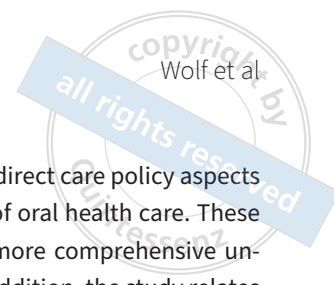 Wolf et al
copyright by
all rights reserved
Quintessenz
direct care policy aspects
of oral health care. These
more comprehensive un-
ddition, the study relates